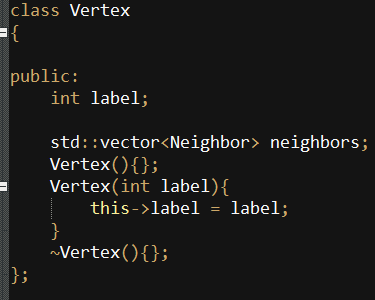 class Vertex
{
public:
    int label;
    std::vector<Neighbor> neighbors;
    Vertex(){};
    Vertex(int label){
        this->label = label;
    }
    ~Vertex(){};
};